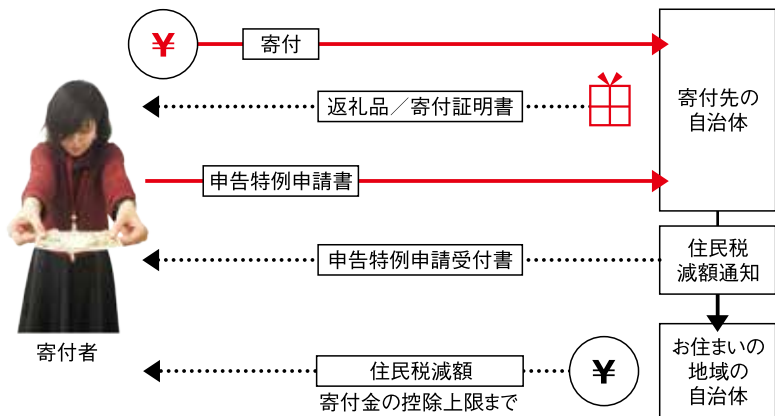 ¥
寄付
寄付先の
自治体
返礼品／寄付証明書
申告特例申請書
申告特例申請受付書
住民税
減額通知
寄付者
住民税減額
寄付金の控除上限まで
¥
お住まいの
地域の
自治体